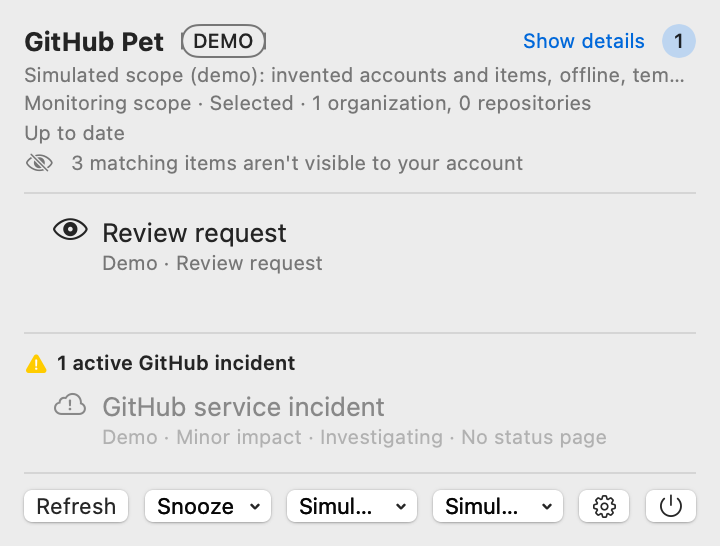 GitHub Pet DEMO Show details 1
Simulated scope (demo): invented accounts and items, offline, tem...
Monitoring scope · Selected · 1 organization, 0 repositories
Up to date
3 matching items aren't visible to your account
Review request
Demo · Review request
1 active GitHub incident
GitHub service incident
Demo · Minor impact · Investigating · No status page
Refresh Snooze Simul... Simul...